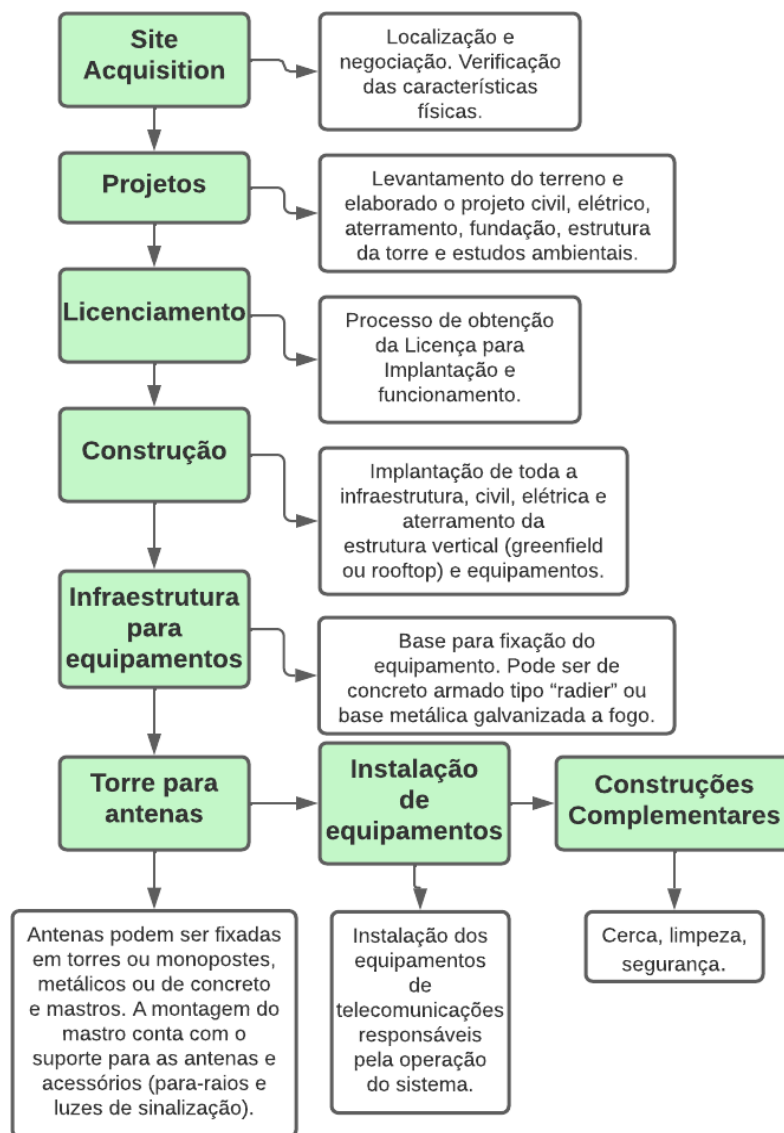 Site
Acquisition
Localização e
negociação. Verificação
das características
físicas.
Projetos
Levantamento do terreno e
elaborado o projeto civil, elétrico,
aterramento, fundação, estrutura
da torre e estudos ambientais.
Licenciamento
Processo de obtenção
da Licença para
Implantação e
funcionamento.
Construção
Implantação de toda a
infraestrutura, civil, elétrica e
aterramento da
estrutura vertical (greenfield
ou rooftop) e equipamentos.
Infraestrutura
para
equipamentos
Base para fixação do
equipamento. Pode ser de
concreto armado tipo “radier” ou
base metálica galvanizada a fogo.
Torre para
antenas
Antenas podem ser fixadas
em torres ou monopostes,
metálicos ou de concreto
e mastros. A montagem do
mastro conta com o
suporte para as antenas e
acessórios (para-raios e
luzes de sinalização).
Instalação
de
equipamentos
Instalação dos
equipamentos
de
telecomunicações
responsáveis
pela operação
do sistema.
Construções
Complementares
Cerca, limpeza,
segurança.